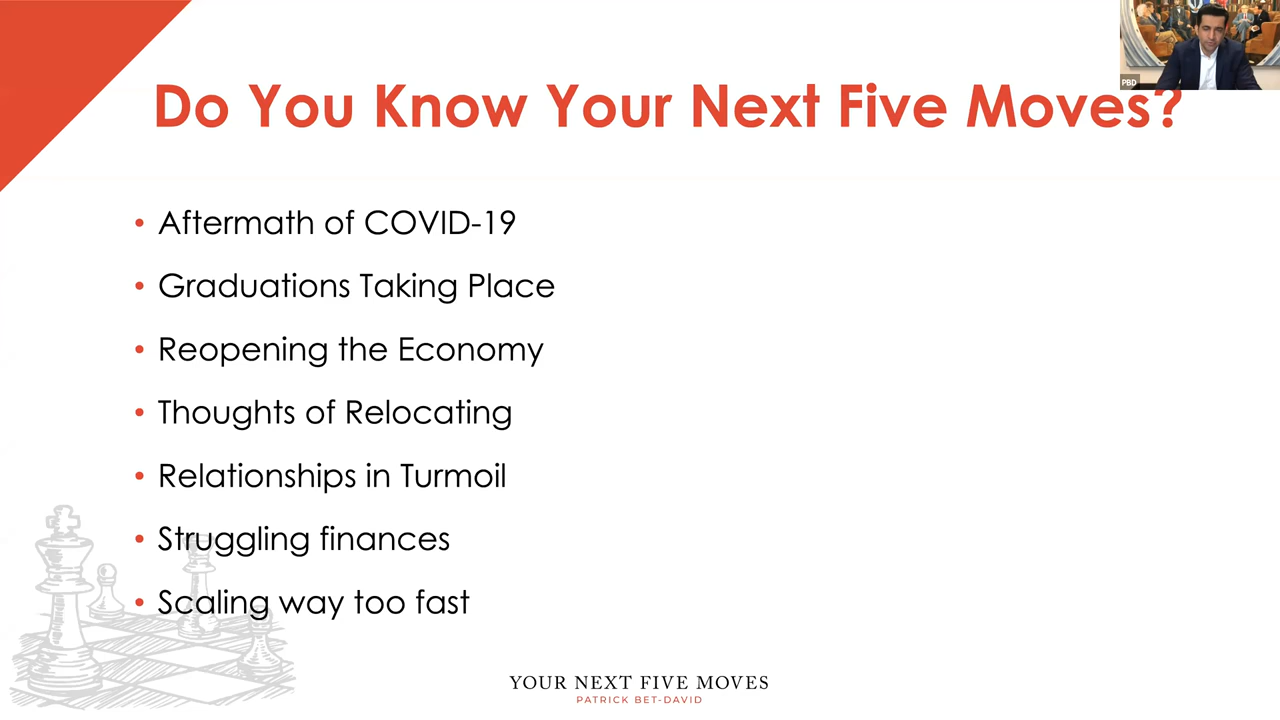 Do You Know Your Next Five Moves?
PBD
• Aftermath of COVID-19
• Graduations Taking Place
• Reopening the Economy
• Thoughts of Relocating
• Relationships in Turmoil
• Struggling finances
• Scaling way too fast
YOUR NEXT FIVE MOVES
PATRICK BET-DAVID